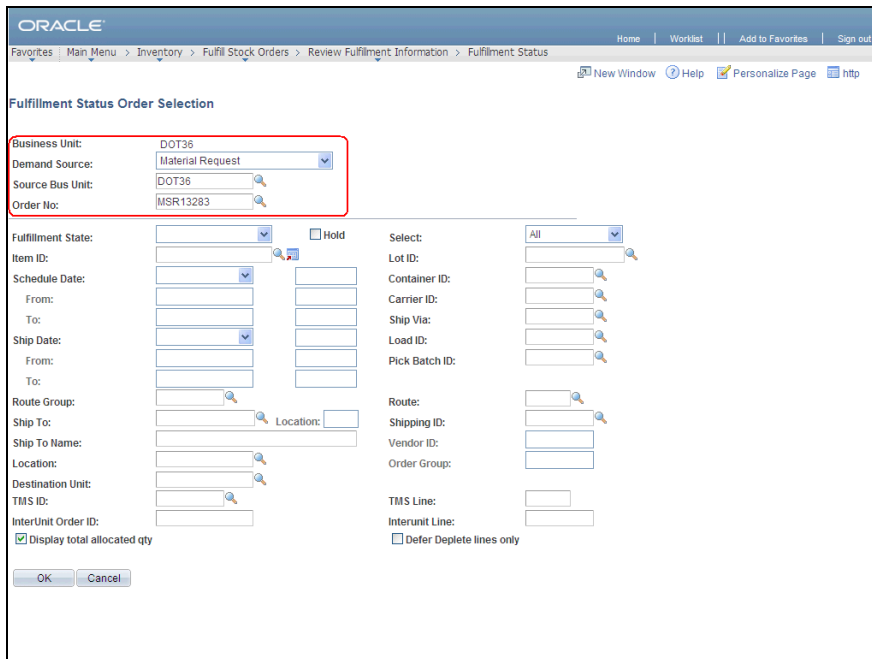 ORACLE
Home | Worklist || Add to Favorites | Sign out
Favorites Main Menu > Inventory > Fulfill Stock Orders > Review Fulfillment Information > Fulfillment Status
New Window Help Personalize Page http
Fulfillment Status Order Selection
Business Unit: DOT36
Demand Source: Material Request
Source Bus Unit: DOT36
Order No: MSR13283
Fulfillment State: Hold Select: All
Item ID: Lot ID:
Schedule Date: Container ID:
From: Carrier ID:
To: Ship Via:
Ship Date: Load ID:
From: Pick Batch ID:
To:
Route Group: Route:
Ship To: Location: Shipping ID:
Ship To Name: Vendor ID:
Location: Order Group:
Destination Unit:
TMS ID: TMS Line:
InterUnit Order ID: Interunit Line:
Display total allocated qty Defer Deplete lines only
OK Cancel